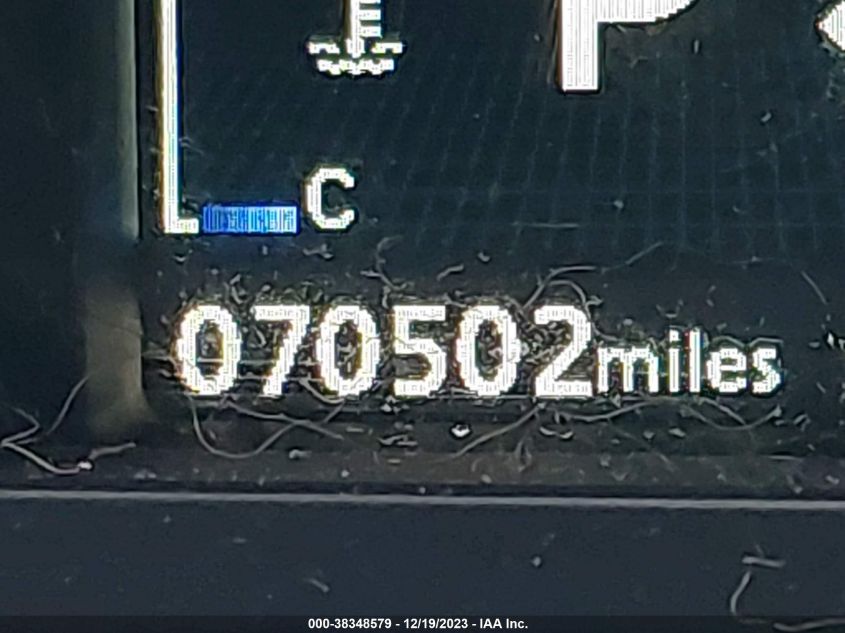 P
C
070502miles
000-38348579 - 12/19/2023 - IAA Inc.